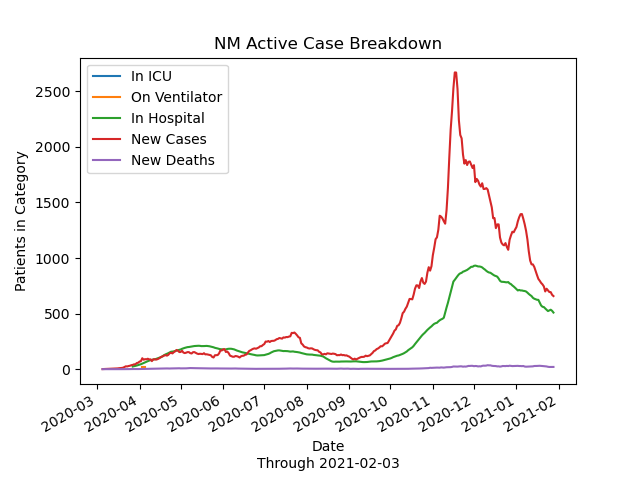 NM Active Case Breakdown
In ICU
On Ventilator
In Hospital
New Cases
New Deaths
Patients in Category
2500
2000
1500
1000
500
0
2020-03
2020-04
2020-05
2020-06
2020-07
2020-08
2020-09
2020-10
2020-11
2020-12
2021-01
2021-02
Date
Through 2021-02-03